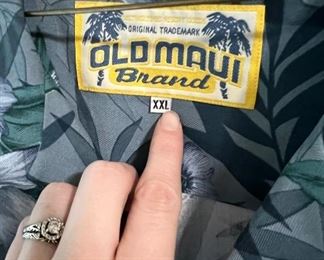 ORIGINAL TRADEMARK
OLD MAUI
Brand
XXL